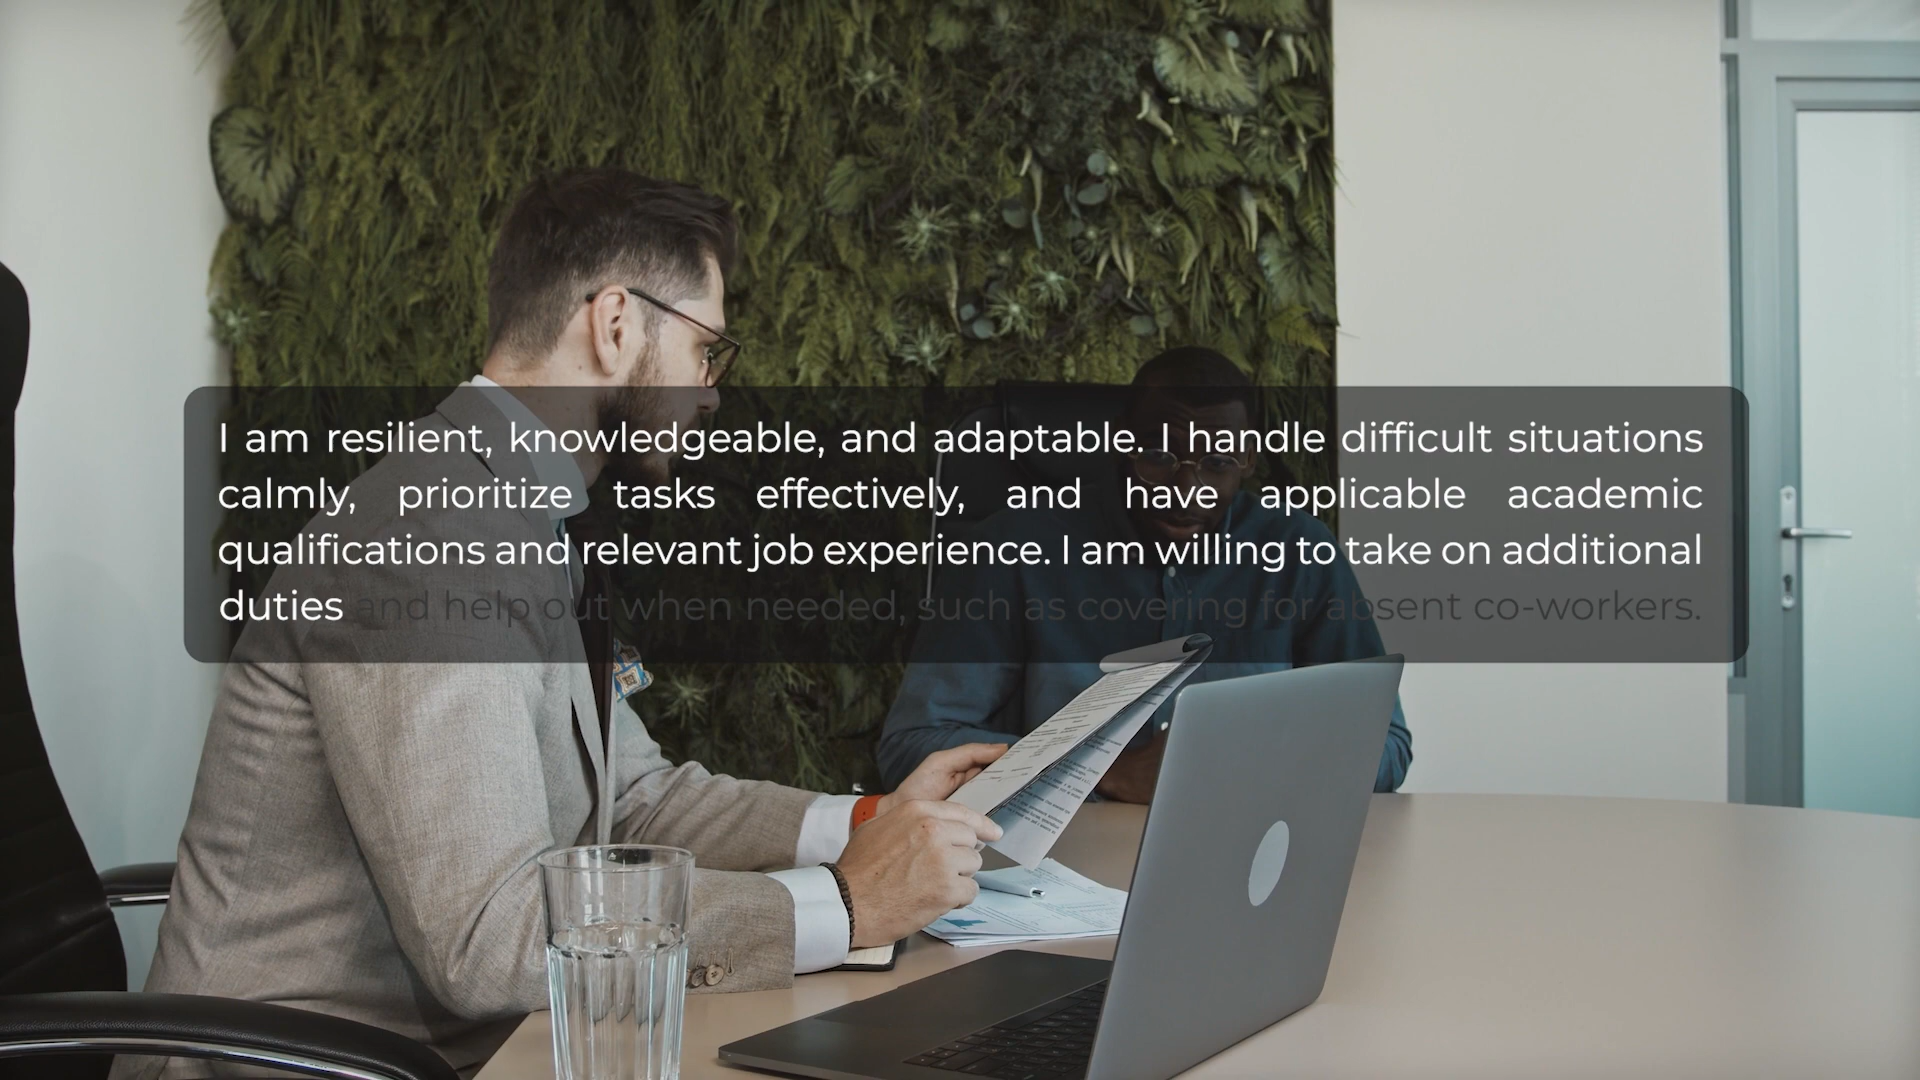 I am resilient, knowledgeable, and adaptable. I handle difficult situations
calmly, prioritize tasks effectively, and have applicable academic
qualifications and relevant job experience. I am willing to take on additional
duties and help out when needed, such as covering for absent co-workers.